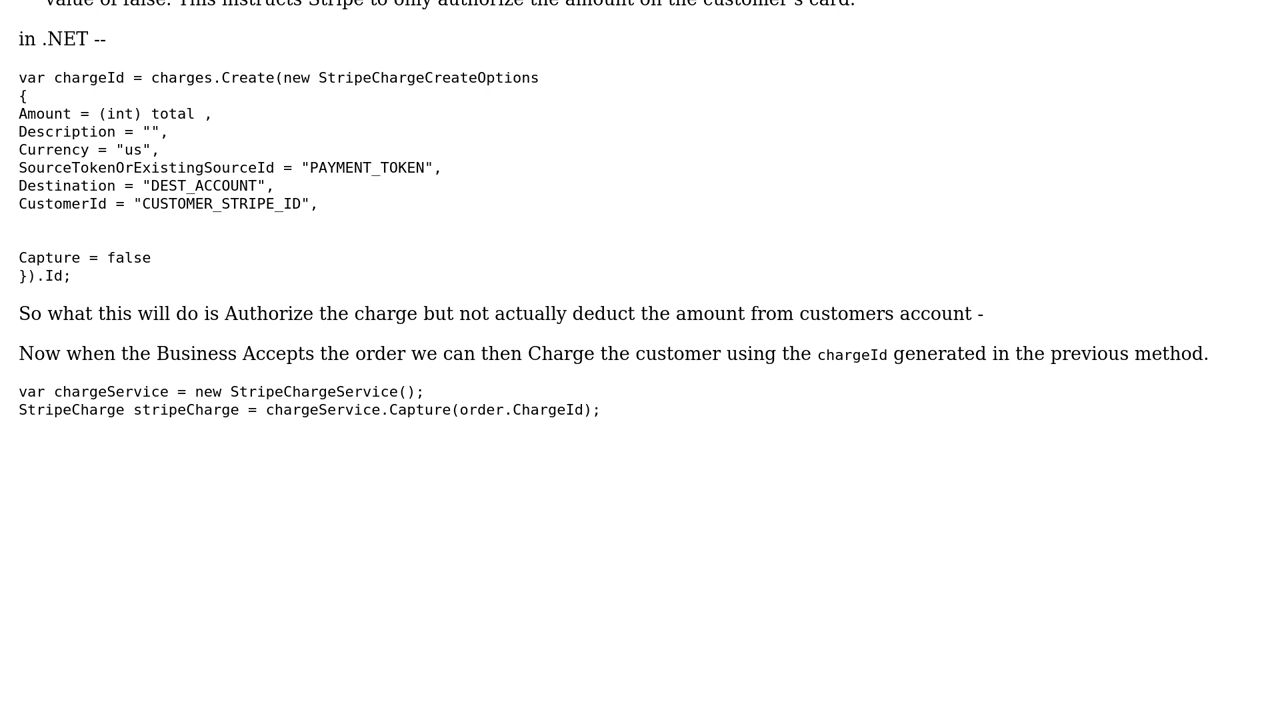 value of false. This instructs Stripe to only authorize the amount on the customer's card.
in .NET --
var chargeId = charges.Create(new StripeChargeCreateOptions
{
Amount = (int) total ,
Description = "",
Currency = "us",
SourceTokenOrExistingSourceId = "PAYMENT_TOKEN",
Destination = "DEST_ACCOUNT",
CustomerId = "CUSTOMER_STRIPE_ID",
Capture = false
}).Id;
So what this will do is Authorize the charge but not actually deduct the amount from customers account -
Now when the Business Accepts the order we can then Charge the customer using the chargeId generated in the previous method.
var chargeService = new StripeChargeService();
StripeCharge stripeCharge = chargeService.Capture(order.ChargeId);